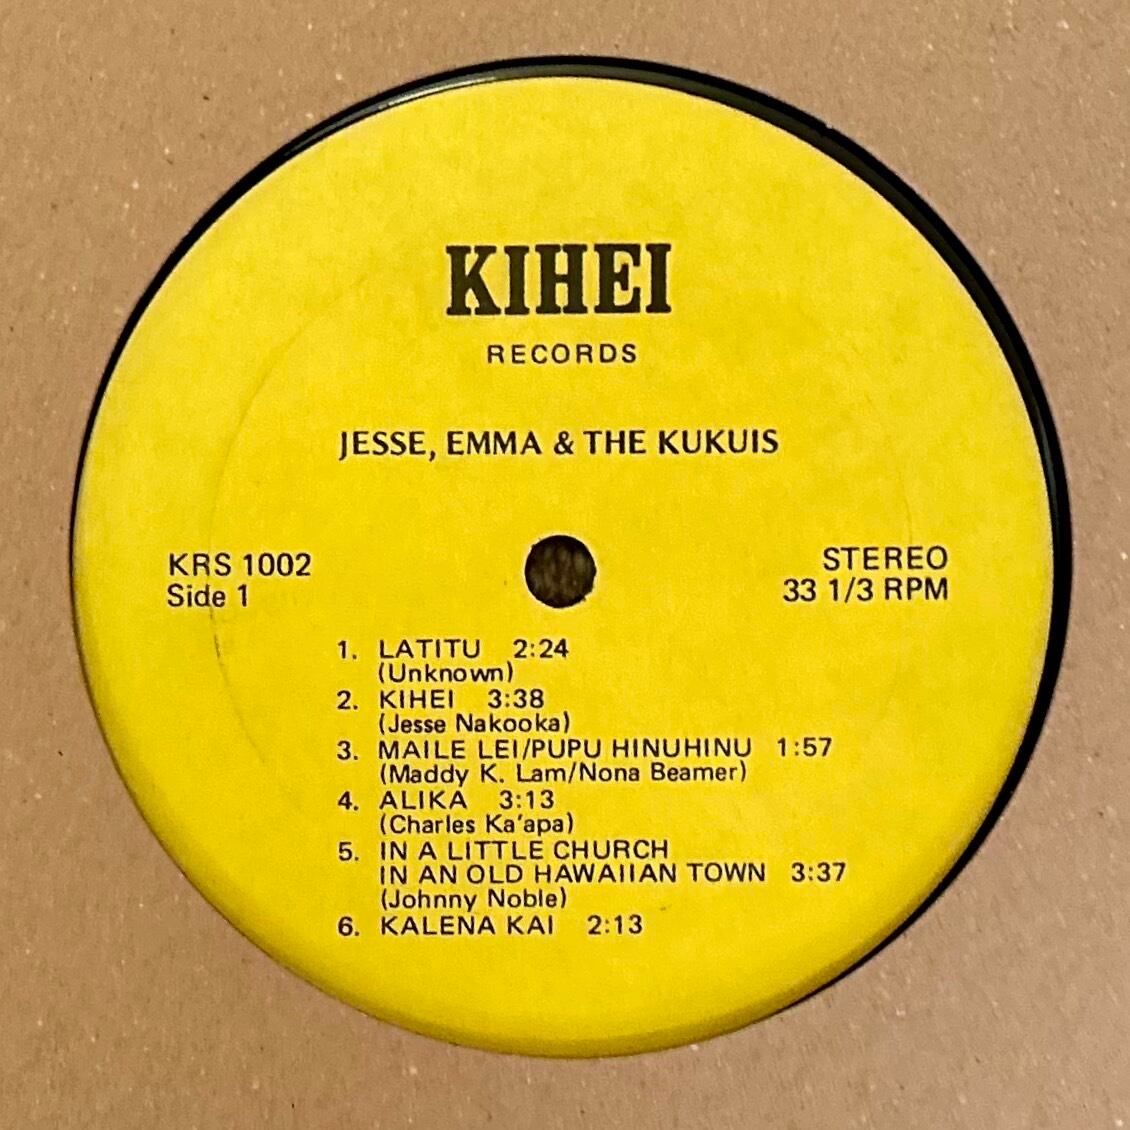 KIHEI
RECORDS
JESSE, EMMA & THE KUKUIS
KRS 1002
Side 1
STEREO
33 1/3 RPM
1. LATITU 2:24
(Unknown)
2. KIHEI 3:38
(Jesse Nakooka)
3. MAILE LEI/PUPU HINUHINU 1:57
(Maddy K. Lam/Nona Beamer)
4. ALIKA 3:13
(Charles Ka'apa)
5. IN A LITTLE CHURCH
IN AN OLD HAWAIIAN TOWN 3:37
(Johnny Noble)
6. KALENA KAI 2:13